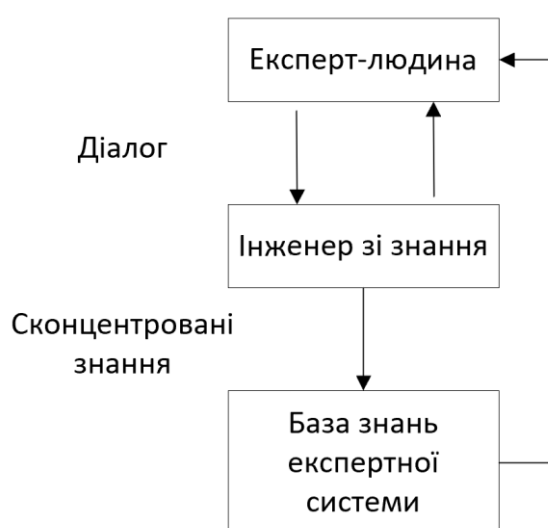 Експерт-людина
Діалог
Інженер зі знання
Сконцентровані
знання
База знань
експертної
системи